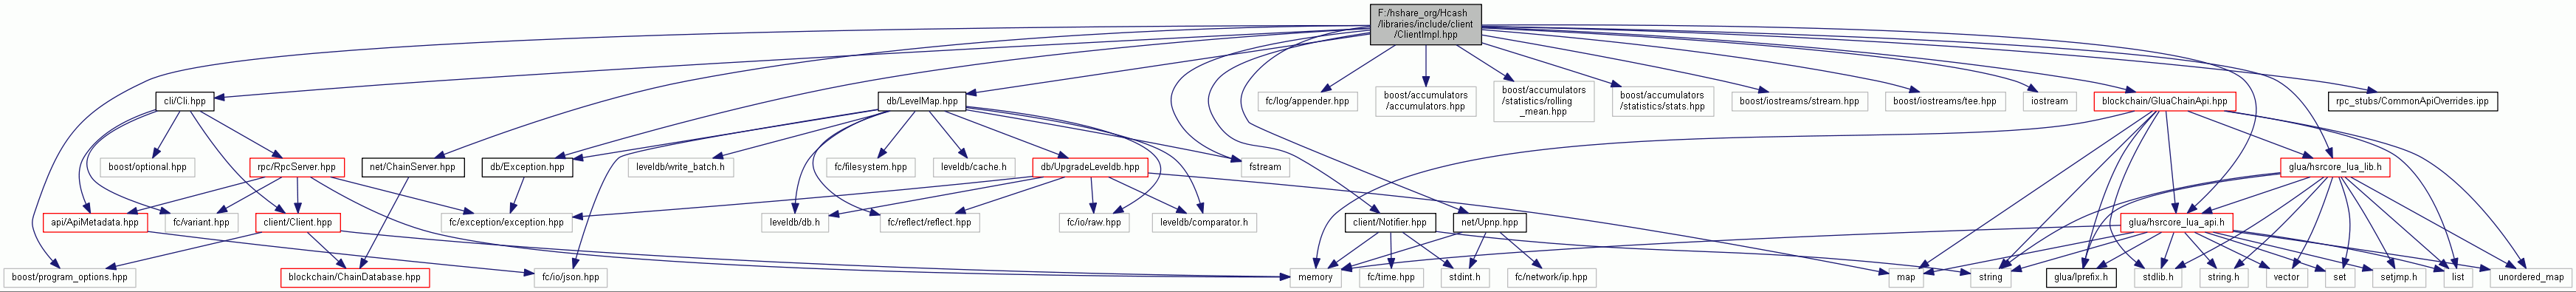 F:/hshare_org/Hcash
/libraries/include/client
/ClientImpl.hpp
cli/Cli.hpp
db/LevelMap.hpp
fc/log/appender.hpp
boost/accumulators
/accumulators.hpp
boost/accumulators
/statistics/rolling
_mean.hpp
boost/accumulators
/statistics/stats.hpp
boost/iostreams/stream.hpp
boost/iostreams/tee.hpp
iostream
blockchain/GluaChainApi.hpp
rpc_stubs/CommonApiOverrides.ipp
boost/optional.hpp
rpc/RpcServer.hpp
net/ChainServer.hpp
db/Exception.hpp
leveldb/write_batch.h
fc/filesystem.hpp
leveldb/cache.h
db/UpgradeLeveldb.hpp
fstream
glua/hsrcore_lua_lib.h
api/ApiMetadata.hpp
fc/variant.hpp
client/Client.hpp
fc/exception/exception.hpp
leveldb/db.h
fc/reflect/reflect.hpp
fc/io/raw.hpp
leveldb/comparator.h
client/Notifier.hpp
net/Upnp.hpp
glua/hsrcore_lua_api.h
boost/program_options.hpp
blockchain/ChainDatabase.hpp
fc/io/json.hpp
memory
fc/time.hpp
stdint.h
fc/network/ip.hpp
map
string
glua/lprefix.h
stdlib.h
string.h
vector
set
setjmp.h
list
unordered_map